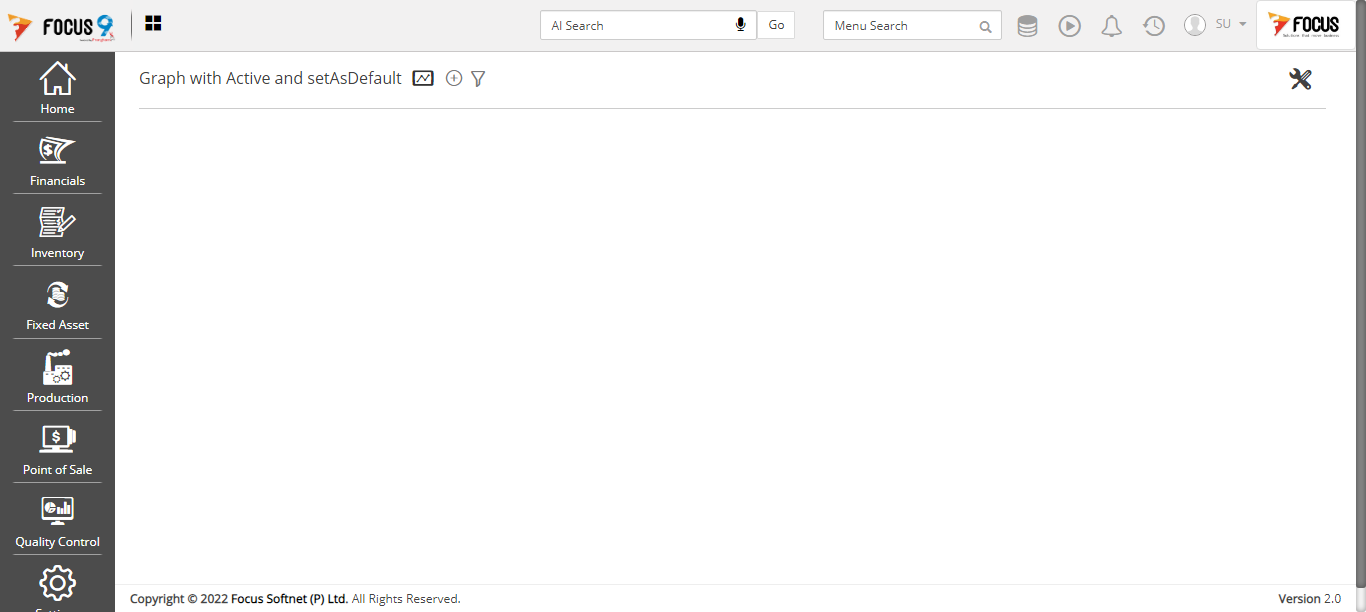 FOCUS 9
AI Search
Go
Menu Search
SU
FOCUS
Graph with Active and setAsDefault
Home
Financials
Inventory
Fixed Asset
Production
Point of Sale
Quality Control
Copyright © 2022 Focus Softnet (P) Ltd. All Rights Reserved.
Version 2.0